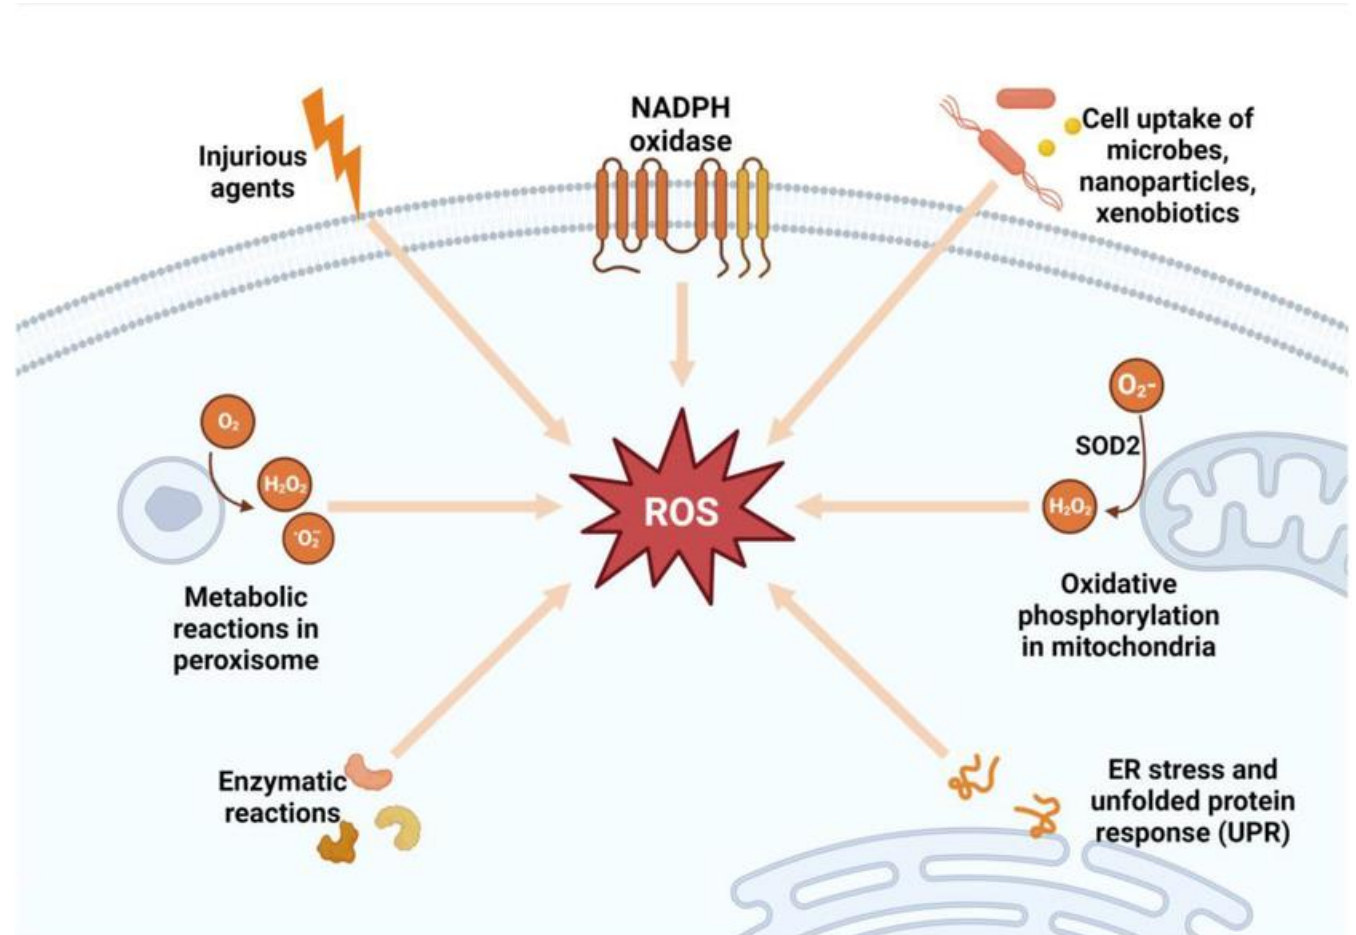 NADPH
oxidase
Injurious
agents
Cell uptake of
microbes,
nanoparticles,
xenobiotics
O₂
H₂O₂
·O₂⁻
Metabolic
reactions in
peroxisome
ROS
O₂-
SOD2
H₂O₂
Oxidative
phosphorylation
in mitochondria
Enzymatic
reactions
ER stress and
unfolded protein
response (UPR)